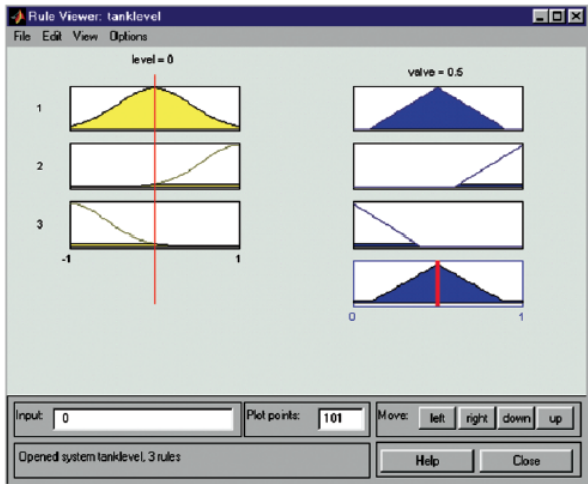 Rule Viewer: tanklevel
File Edit View Options
level = 0
valve = 0.5
1
2
3
-1 1
0 1
Input: 0 Plot points: 101 Move: left right down up
Opened system tanklevel, 3 rules Help Close